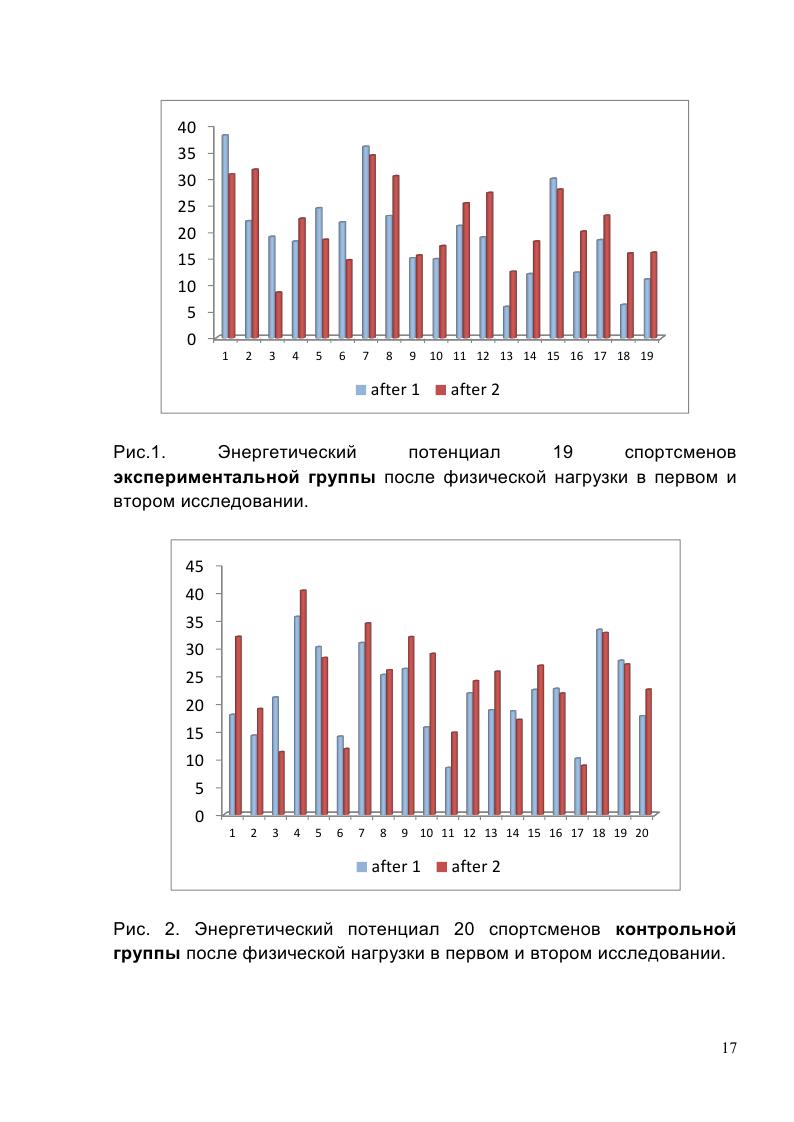 40
35
30
25
20
15
10
5
0
1 2 3 4 5 6 7 8 9 10 11 12 13 14 15 16 17 18 19
after 1 after 2
Рис.1. Энергетический потенциал 19 спортсменов
экспериментальной группы после физической нагрузки в первом и
втором исследовании.
45
40
35
30
25
20
15
10
5
0
1 2 3 4 5 6 7 8 9 10 11 12 13 14 15 16 17 18 19 20
after 1 after 2
Рис. 2. Энергетический потенциал 20 спортсменов контрольной
группы после физической нагрузки в первом и втором исследовании.
17